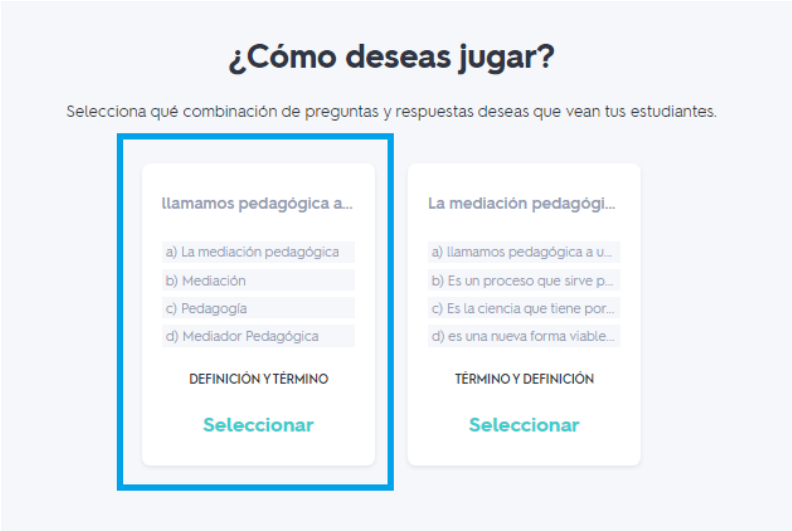 ¿Cómo deseas jugar?
Selecciona qué combinación de preguntas y respuestas deseas que vean tus estudiantes.
llamamos pedagógica a...
a) La mediación pedagógica
b) Mediación
c) Pedagogía
d) Mediador Pedagógica
DEFINICIÓN Y TÉRMINO
Seleccionar
La mediación pedagógi...
a) llamamos pedagógica a u...
b) Es un proceso que sirve p...
c) Es la ciencia que tiene por...
d) es una nueva forma viable...
TÉRMINO Y DEFINICIÓN
Seleccionar